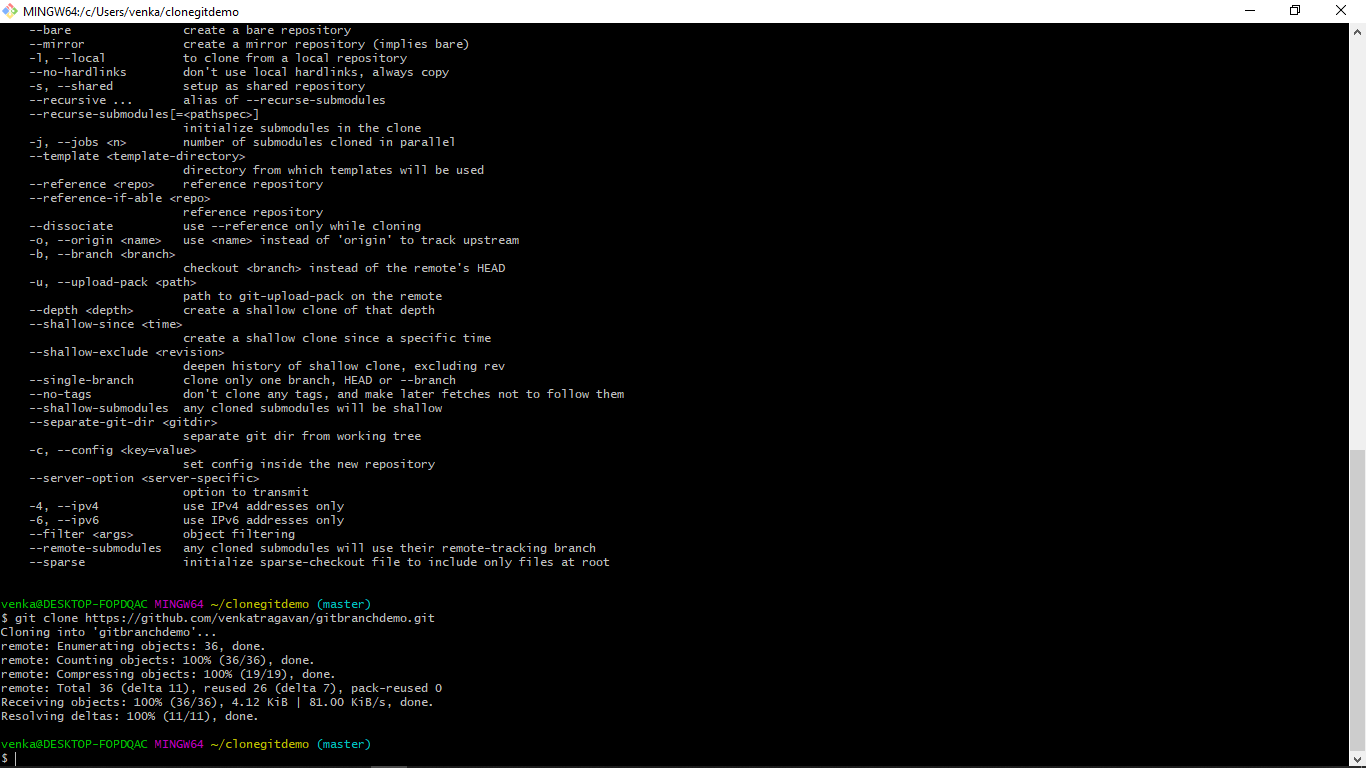 MINGW64:/c/Users/venka/clonegitdemo
--bare                create a bare repository
--mirror              create a mirror repository (implies bare)
-l, --local           to clone from a local repository
--no-hardlinks        don't use local hardlinks, always copy
-s, --shared          setup as shared repository
--recursive ...       alias of --recurse-submodules
--recurse-submodules[=<pathspec>]
initialize submodules in the clone
-j, --jobs <n>        number of submodules cloned in parallel
--template <template-directory>
directory from which templates will be used
--reference <repo>    reference repository
--reference-if-able <repo>
reference repository
--dissociate          use --reference only while cloning
-o, --origin <name>   use <name> instead of 'origin' to track upstream
-b, --branch <branch>
checkout <branch> instead of the remote's HEAD
-u, --upload-pack <path>
path to git-upload-pack on the remote
--depth <depth>       create a shallow clone of that depth
--shallow-since <time>
create a shallow clone since a specific time
--shallow-exclude <revision>
deepen history of shallow clone, excluding rev
--single-branch       clone only one branch, HEAD or --branch
--no-tags             don't clone any tags, and make later fetches not to follow them
--shallow-submodules  any cloned submodules will be shallow
--separate-git-dir <gitdir>
separate git dir from working tree
-c, --config <key=value>
set config inside the new repository
--server-option <server-specific>
option to transmit
-4, --ipv4            use IPv4 addresses only
-6, --ipv6            use IPv6 addresses only
--filter <args>       object filtering
--remote-submodules   any cloned submodules will use their remote-tracking branch
--sparse              initialize sparse-checkout file to include only files at root
venka@DESKTOP-FOPDQAC MINGW64 ~/clonegitdemo (master)
$ git clone https://github.com/venkatragavan/gitbranchdemo.git
Cloning into 'gitbranchdemo'...
remote: Enumerating objects: 36, done.
remote: Counting objects: 100% (36/36), done.
remote: Compressing objects: 100% (19/19), done.
remote: Total 36 (delta 11), reused 26 (delta 7), pack-reused 0
Receiving objects: 100% (36/36), 4.12 KiB | 81.00 KiB/s, done.
Resolving deltas: 100% (11/11), done.
venka@DESKTOP-FOPDQAC MINGW64 ~/clonegitdemo (master)
$